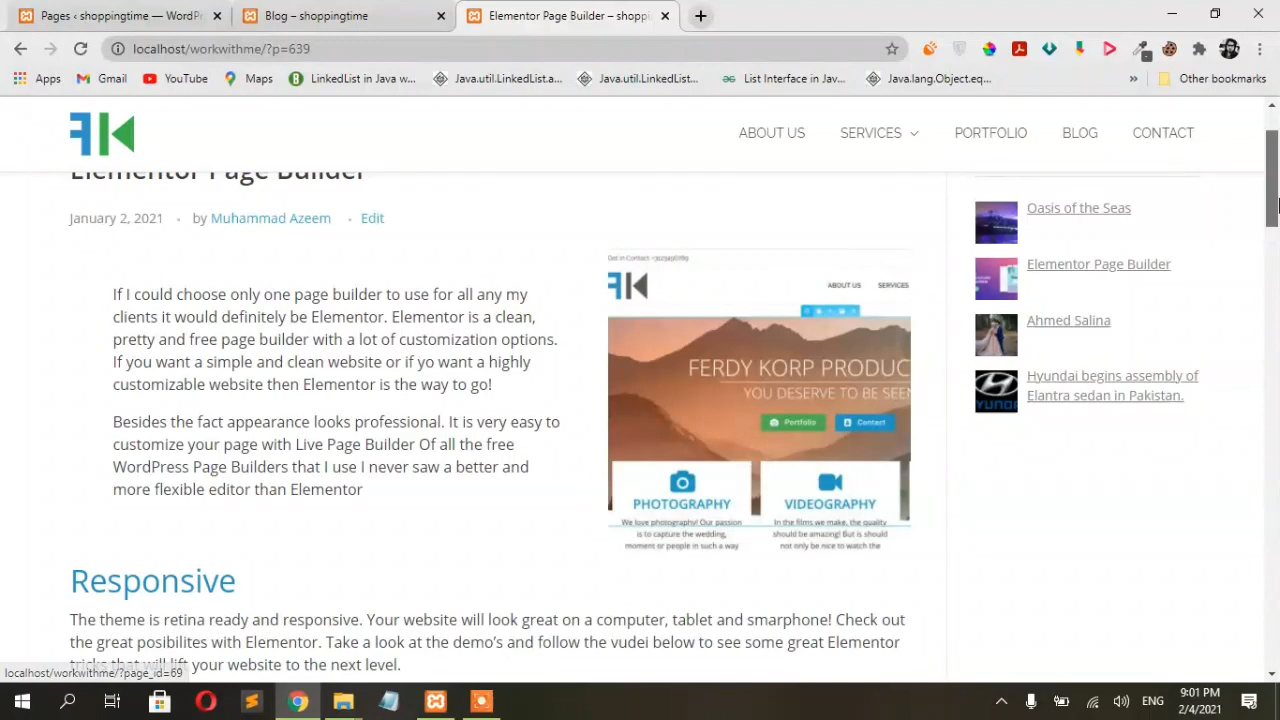 Pages ‹
Blog –
Elementor Page Builder – shoppi
localhost/workwithme/?p=639
Apps
Gmail
YouTube
Maps
LinkedList in Java w...
Java.util.LinkedList.a...
Java.util.LinkedList...
List Interface in Jav...
Java.lang.Object.eq...
»
Other bookmarks
FK
ABOUT US
SERVICES
PORTFOLIO
BLOG
CONTACT
Elementor Page Builder
January 2, 2021 • by Muhammad Azeem • Edit
If I could choose only one page builder to use for all any my
clients it would definitely be Elementor. Elementor is a clean,
pretty and free page builder with a lot of customization options.
If you want a simple and clean website or if yo want a highly
customizable website then Elementor is the way to go!
Besides the fact appearance looks professional. It is very easy to
customize your page with Live Page Builder Of all the free
WordPress Page Builders that I use I never saw a better and
more flexible editor than Elementor
Get in Contact
FK
ABOUT US
SERVICES
FERDY KORP PRODUC
YOU DESERVE TO BE SEEN
Portfolio
Contact
PHOTOGRAPHY
We love photography! Our passion
is to capture the wedding,
moment or people in such a way
VIDEOGRAPHY
In the films we make, the quality
should be amazing! But is should
not only be nice to watch the
Oasis of the Seas
Elementor Page Builder
Ahmed Salina
HYUNDAI
Hyundai begins assembly of
Elantra sedan in Pakistan.
Responsive
The theme is retina ready and responsive. Your website will look great on a computer, tablet and smarphone! Check out
the great posibilites with Elementor. Take a look at the demo's and follow the vudei below to see some great Elementor
tricks that will lift your website to the next level.
localhost/workwithme/?page_id=69
ENG
9:01 PM
2/4/2021